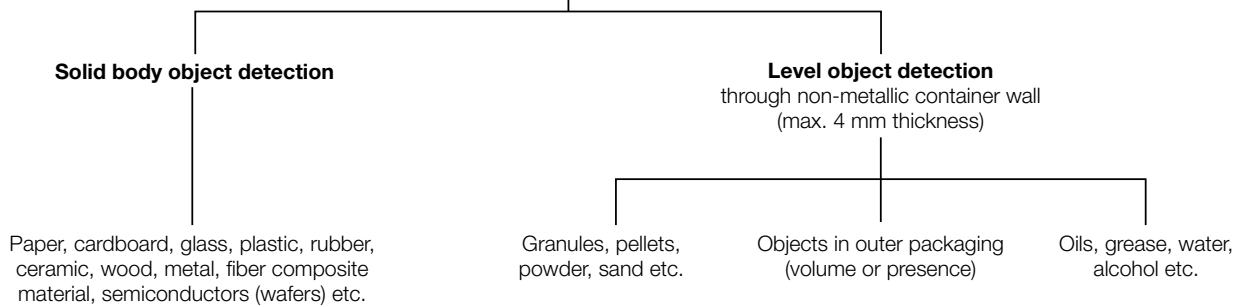 Solid body object detection
Level object detection
through non-metallic container wall
(max. 4 mm thickness)
Paper, cardboard, glass, plastic, rubber,
ceramic, wood, metal, fiber composite
material, semiconductors (wafers) etc.
Granules, pellets,
powder, sand etc.
Objects in outer packaging
(volume or presence)
Oils, grease, water,
alcohol etc.